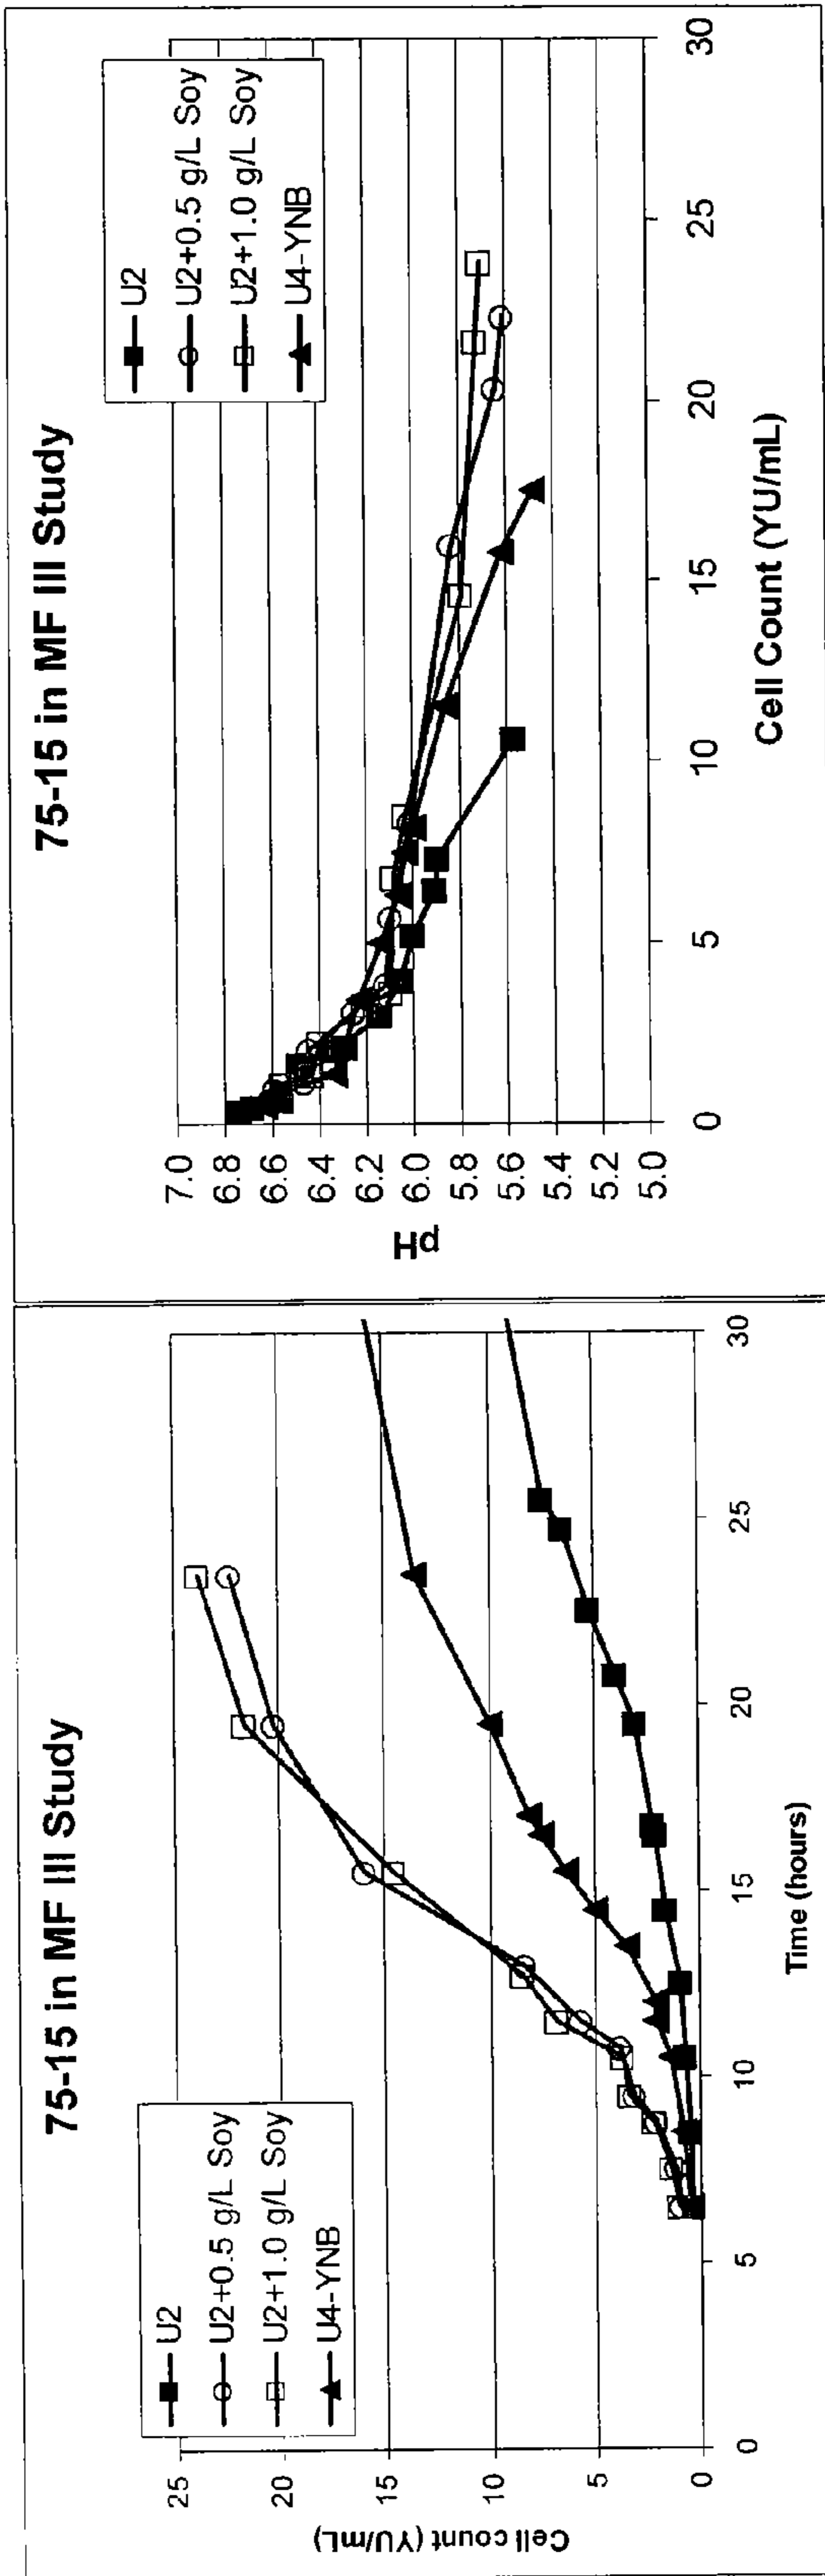 75-15 in MF III Study
U2
U2+0.5 g/L Soy
U2+1.0 g/L Soy
U4-YNB
Cell count (YU/mL)
25
20
15
10
5
0
0
5
10
15
20
25
30
Time (hours)
75-15 in MF III Study
U2
U2+0.5 g/L Soy
U2+1.0 g/L Soy
U4-YNB
pH
7.0
6.8
6.6
6.4
6.2
6.0
5.8
5.6
5.4
5.2
5.0
0
5
10
15
20
25
30
Cell Count (YU/mL)